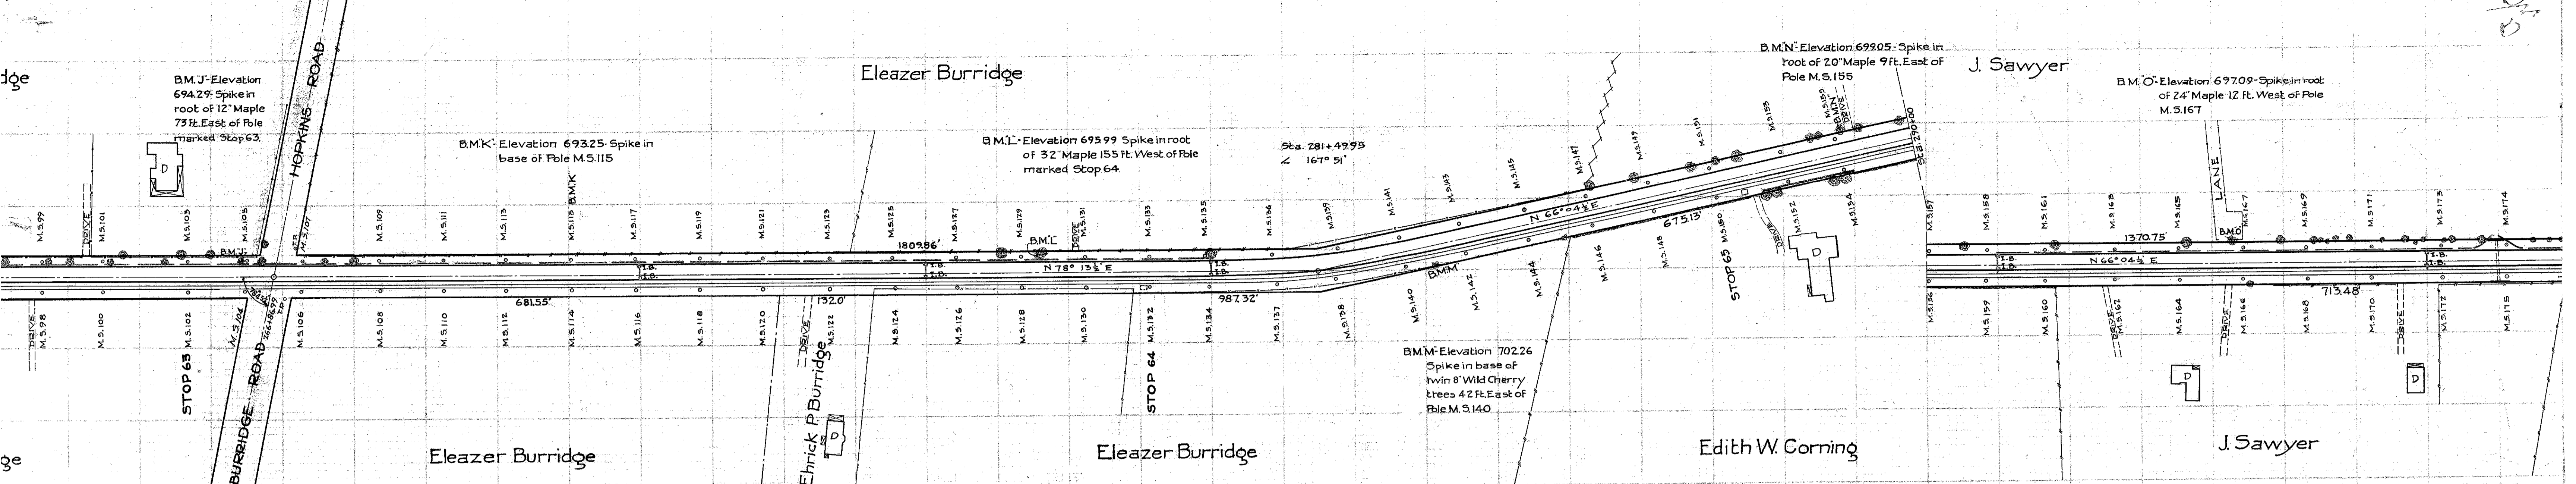 dge
B.M."J"-Elevation
694.29-Spike in
root of 12" Maple
73 ft. East of Pole
marked Stop 63.
D
HOPKINS ROAD
B.M."K"-Elevation 693.25-Spike in
base of Pole M.S.115
B.M.K
Eleazer Burridge
B.M."L"-Elevation 695.99 Spike in root
of 32" Maple 155 ft. West of Pole
marked Stop 64.
Sta. 281+49.95
∠ 167° 51'
B.M."N"-Elevation 699.05-Spike in
root of 20" Maple 9 ft. East of
Pole M.S.155
J. Sawyer
B.M."O"-Elevation 697.09-Spike in root
of 24" Maple 12 ft. West of Pole
M.S.167
LANE
M.S.99
DRIVE
M.S.101
M.S.103
M.S.105
B.M.J.
M.S.107
M.S.109
M.S.111
M.S.113
M.S.115
M.S.117
M.S.119
M.S.121
M.S.123
M.S.125
M.S.127
M.S.129
B.M."L"
DRIVE
M.S.131
M.S.133
M.S.135
M.S.136
M.S.139
M.S.141
M.S.143
M.S.145
M.S.147
M.S.149
M.S.151
M.S.153
M.S.155
B.M."N"
DRIVE
Sta. 290+00
M.S.157
M.S.158
M.S.161
M.S.163
M.S.165
M.S.167
B.M.O
M.S.169
M.S.171
M.S.173
M.S.174
1809.86'
N 78° 13½' E
N 66° 04½' E
675.13'
1370.75'
N 66° 04½' E
T.B.
T.B.
T.B.
T.B.
T.B.
T.B.
T.B.
T.B.
T.B.
T.B.
681.55'
132.0'
987.32'
713.48'
DRIVE
M.S.98
M.S.100
M.S.102
M.S.104
M.S.106
M.S.108
M.S.110
M.S.112
M.S.114
M.S.116
M.S.118
M.S.120
DRIVE
M.S.122
M.S.124
M.S.126
M.S.128
M.S.130
M.S.132
M.S.134
M.S.137
M.S.138
M.S.140
B.M.M
M.S.142
M.S.144
M.S.146
M.S.148
M.S.150
DRIVE
M.S.152
M.S.154
M.S.156
M.S.159
M.S.160
DRIVE
M.S.162
M.S.164
DRIVE
M.S.166
M.S.168
M.S.170
DRIVE
M.S.172
M.S.175
STOP 63
BURRIDGE ROAD
STOP 64
STOP 65
D
B.M.M-Elevation 702.26
Spike in base of
twin 8" Wild Cherry
trees 42 ft. East of
Pole M.S.140
D
D
ge
Eleazer Burridge
Ehrick P. Burridge
D
Eleazer Burridge
Edith W. Corning
J. Sawyer